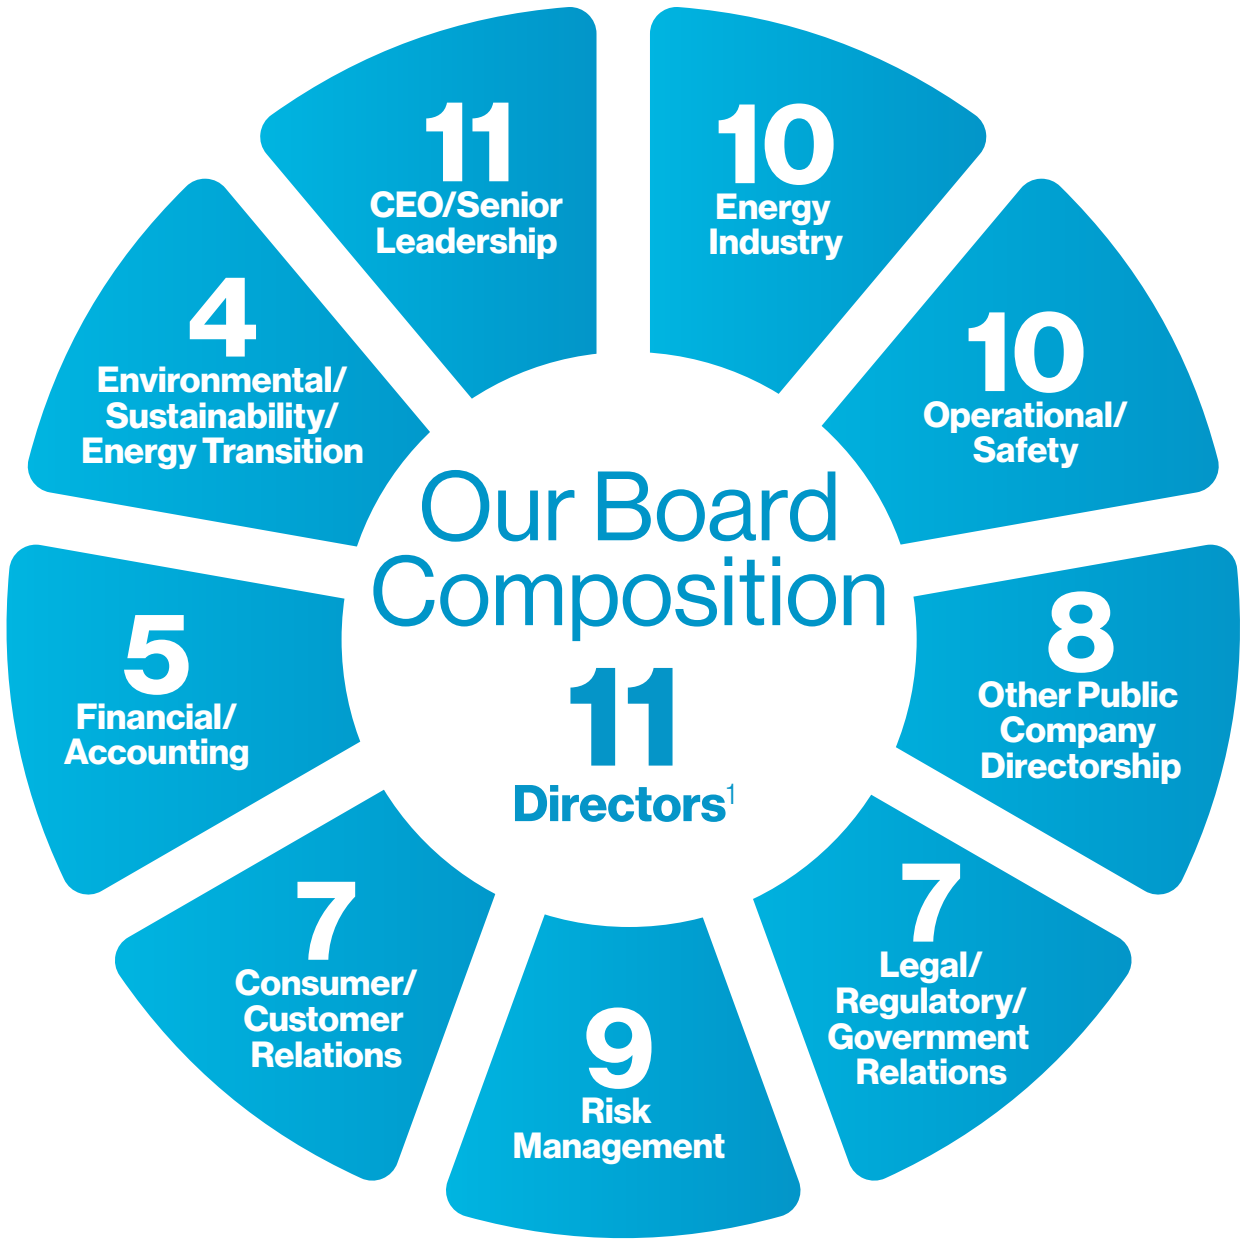 Our Board
Composition
11
Directors¹
10
Energy
Industry
10
Operational/
Safety
8
Other Public
Company
Directorship
7
Legal/
Regulatory/
Government
Relations
9
Risk
Management
7
Consumer/
Customer
Relations
5
Financial/
Accounting
4
Environmental/
Sustainability/
Energy Transition
11
CEO/Senior
Leadership